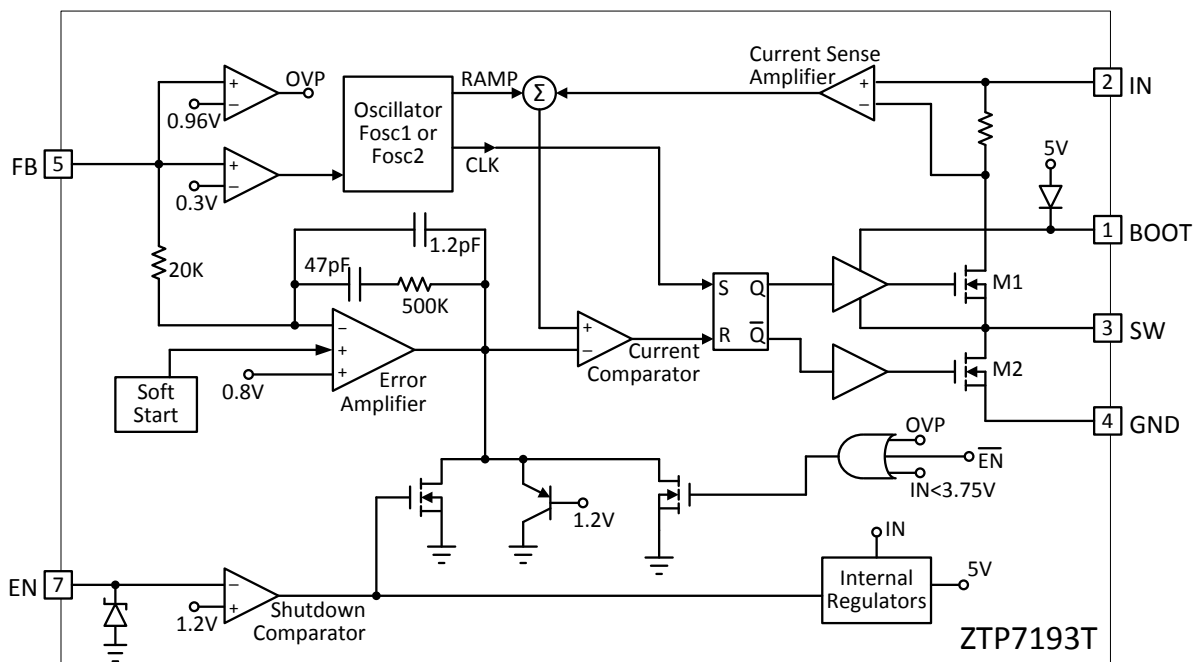 OVP
0.96V
FB 5
0.3V
20K
Oscillator
Fosc1 or
Fosc2
RAMP
CLK
Σ
Current Sense
Amplifier
+
−
+
−
+
−
2 IN
5V
1 BOOT
1.2pF
47pF
500K
S Q
R Q̅
M1
3 SW
M2
4 GND
−
+
+
0.8V
Soft
Start
Error
Amplifier
+
−
Current
Comparator
OVP
E̅N̅
IN<3.75V
1.2V
IN
Internal
Regulators
5V
EN 7
−
+
1.2V
Shutdown
Comparator
ZTP7193T